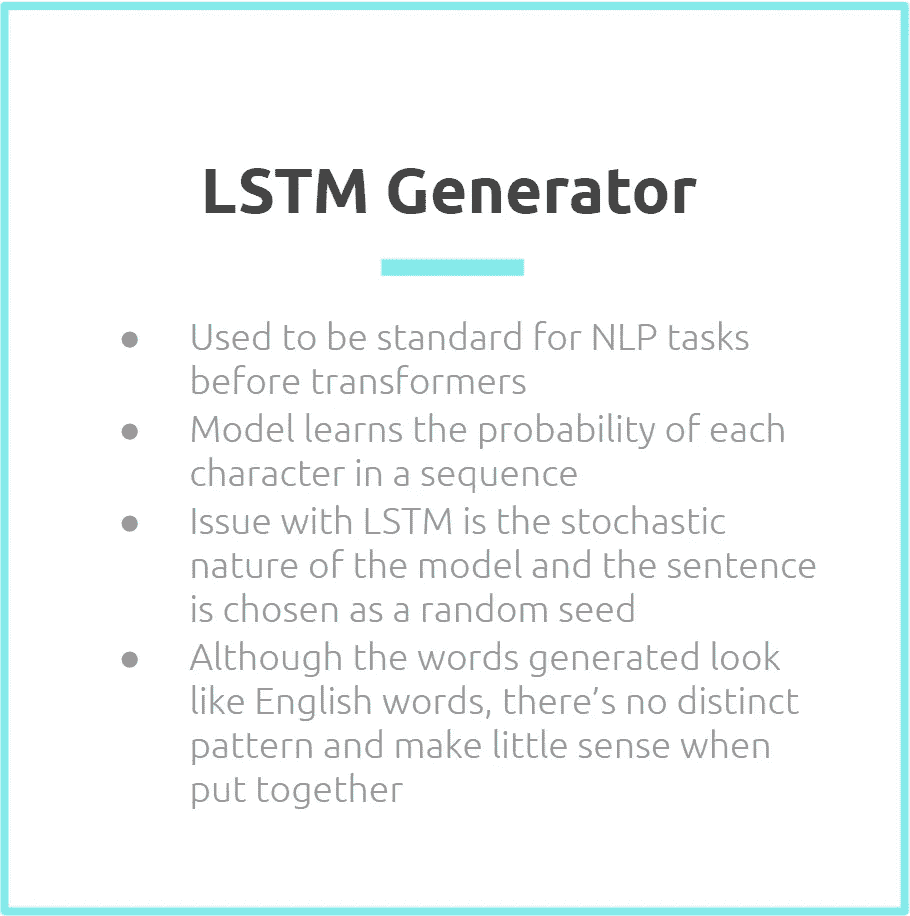 LSTM Generator
● Used to be standard for NLP tasks
before transformers
● Model learns the probability of each
character in a sequence
● Issue with LSTM is the stochastic
nature of the model and the sentence
is chosen as a random seed
● Although the words generated look
like English words, there’s no distinct
pattern and make little sense when
put together